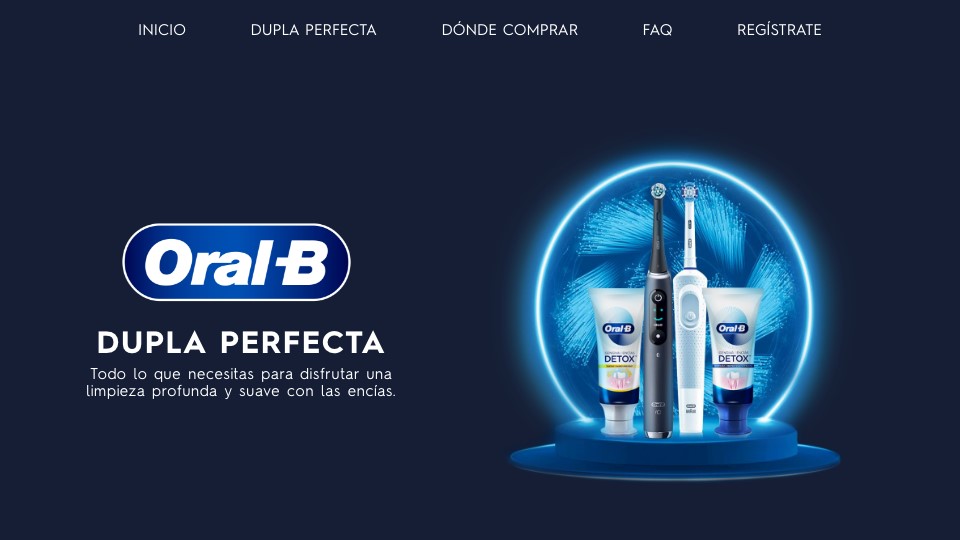 INICIO
DUPLA PERFECTA
DÓNDE COMPRAR
FAQ
REGÍSTRATE
Oral-B
DUPLA PERFECTA
Todo lo que necesitas para disfrutar una
limpieza profunda y suave con las encías.
Oral-B
DETOX
Oral-B
DETOX